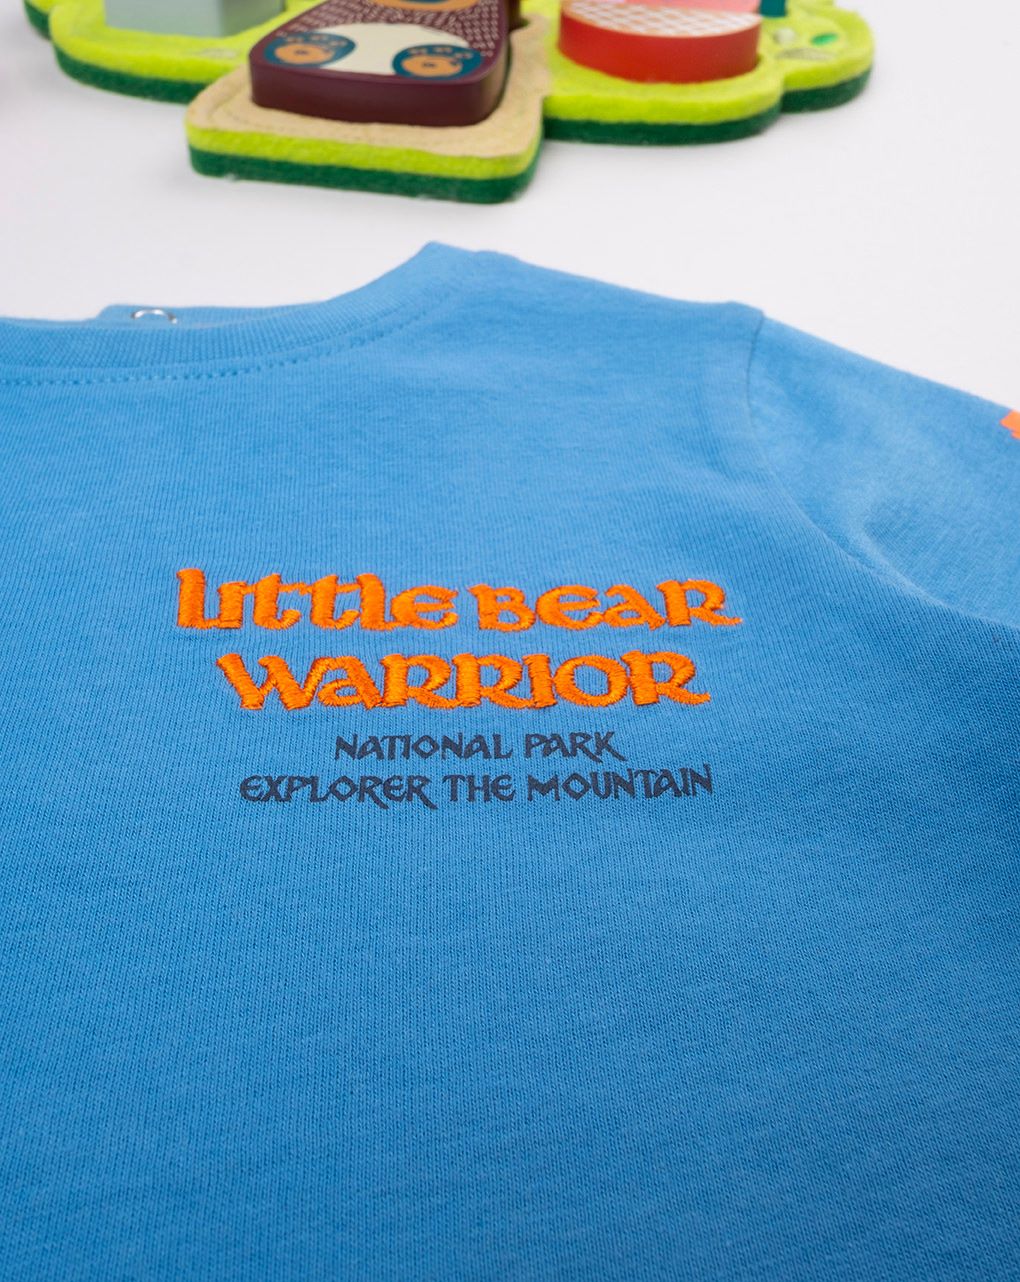 Little Bear
Warrior
NATIONAL PARK
EXPLORER THE MOUNTAIN